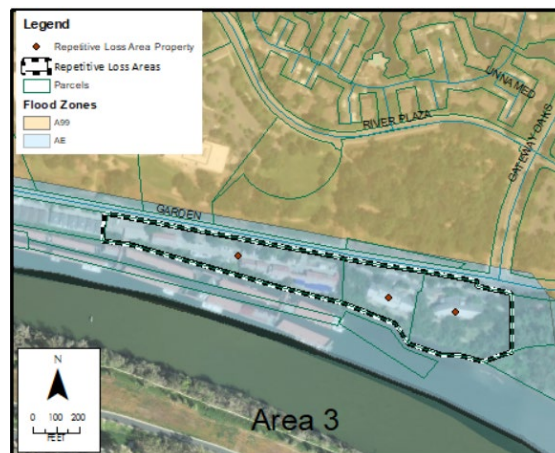 Legend
Repetitive Loss Area Property
Repetitive Loss Areas
Parcels
Flood Zones
A99
AE
UNNAMED
RIVER PLAZA
GATEWAY OAKS
GARDEN
N
0 100 200
FEET
Area 3